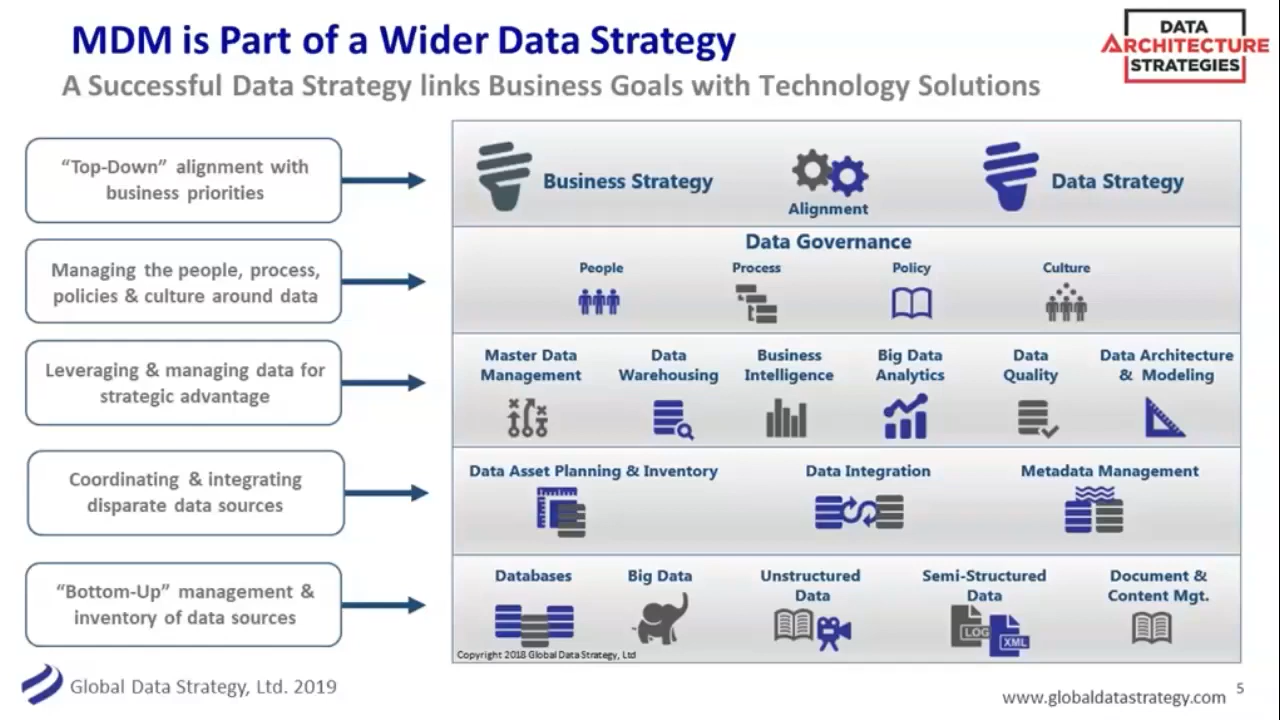 MDM is Part of a Wider Data Strategy
A Successful Data Strategy links Business Goals with Technology Solutions
DATA
ARCHITECTURE
STRATEGIES
“Top-Down” alignment with
business priorities
Business Strategy
Alignment
Data Strategy
Managing the people, process,
policies & culture around data
Data Governance
People
Process
Policy
Culture
Leveraging & managing data for
strategic advantage
Master Data
Management
Data
Warehousing
Business
Intelligence
Big Data
Analytics
Data
Quality
Data Architecture
& Modeling
Coordinating & integrating
disparate data sources
Data Asset Planning & Inventory
Data Integration
Metadata Management
“Bottom-Up” management &
inventory of data sources
Databases
Big Data
Unstructured
Data
Semi-Structured
Data
LOG
XML
Document &
Content Mgt.
Copyright 2018 Global Data Strategy, Ltd
Global Data Strategy, Ltd. 2019
www.globaldatastrategy.com
5